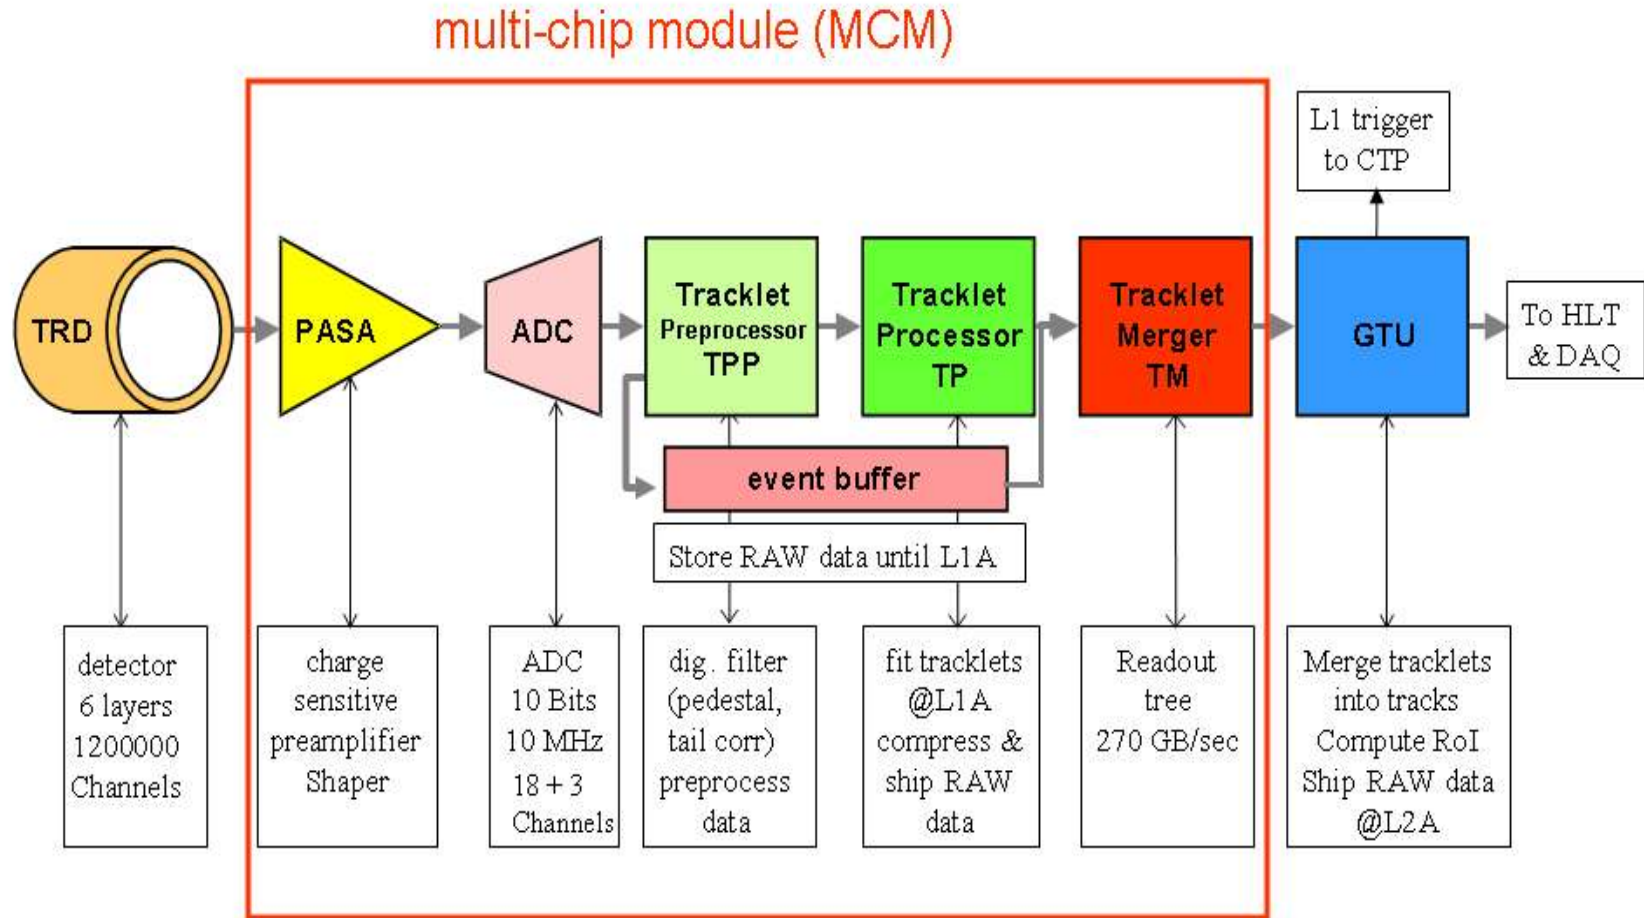 multi-chip module (MCM)
L1 trigger
to CTP
TRD
PASA
ADC
Tracklet
Preprocessor
TPP
Tracklet
Processor
TP
Tracklet
Merger
TM
GTU
To HLT
& DAQ
event buffer
Store RAW data until L1A
detector
6 layers
1200000
Channels
charge
sensitive
preamplifier
Shaper
ADC
10 Bits
10 MHz
18 + 3
Channels
dig. filter
(pedestal,
tail corr)
preprocess
data
fit tracklets
@L1A
compress &
ship RAW
data
Readout
tree
270 GB/sec
Merge tracklets
into tracks
Compute RoI
Ship RAW data
@L2A